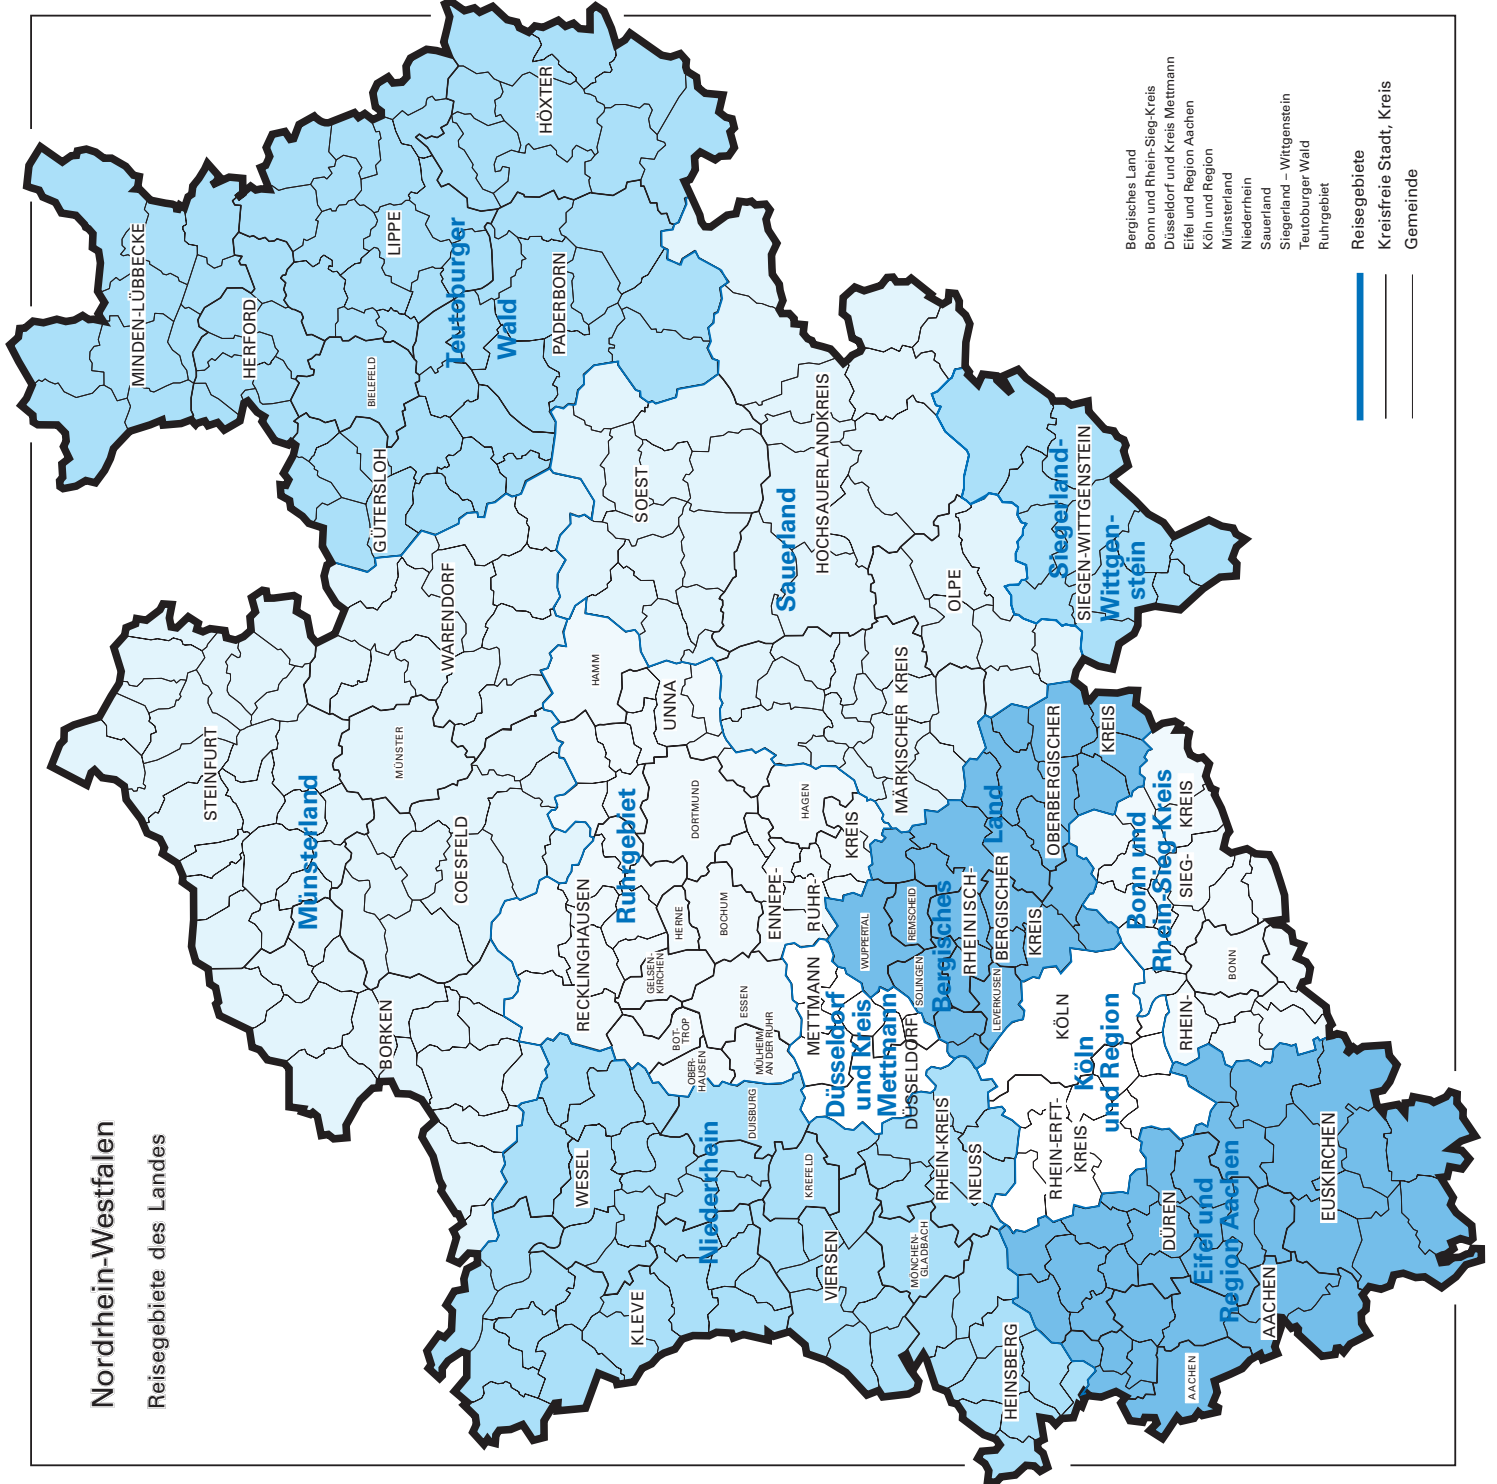 Nordrhein-Westfalen
Reisegebiete des Landes
STEINFURT
Münsterland
BORKEN
MÜNSTER
COESFELD
WARENDORF
MINDEN-LÜBBECKE
HERFORD
BIELEFELD
GÜTERSLOH
LIPPE
Teutoburger
Wald
HÖXTER
PADERBORN
KLEVE
WESEL
Niederrhein
DUISBURG
KREFELD
VIERSEN
MÖNCHEN-
GLADBACH
RHEIN-KREIS
NEUSS
HEINSBERG
RECKLINGHAUSEN
Ruhrgebiet
BOT-
TROP
OBER-
HAUSEN
GELSEN-
KIRCHEN
HERNE
BOCHUM
ESSEN
MÜLHEIM
AN DER RUHR
DORTMUND
HAMM
UNNA
HAGEN
ENNEPE-
RUHR-
KREIS
SOEST
Sauerland
HOCHSAUERLANDKREIS
MÄRKISCHER KREIS
OLPE
METTMANN
Düsseldorf
und Kreis
Mettmann
DÜSSELDORF
WUPPERTAL
REMSCHEID
SOLINGEN
Bergisches
Land
RHEINISCH-
BERGISCHER
KREIS
LEVERKUSEN
OBERBERGISCHER
KREIS
Siegerland-
SIEGEN-WITTGENSTEIN
Wittgen-
stein
KÖLN
Köln
und Region
RHEIN-ERFT-
KREIS
Bonn und
Rhein-Sieg-Kreis
RHEIN-
SIEG-
KREIS
BONN
DÜREN
Eifel und
Region Aachen
AACHEN
AACHEN
EUSKIRCHEN
Bergisches Land
Bonn und Rhein-Sieg-Kreis
Düsseldorf und Kreis Mettmann
Eifel und Region Aachen
Köln und Region
Münsterland
Niederrhein
Sauerland
Siegerland – Wittgenstein
Teutoburger Wald
Ruhrgebiet
Reisegebiete
Kreisfreie Stadt, Kreis
Gemeinde